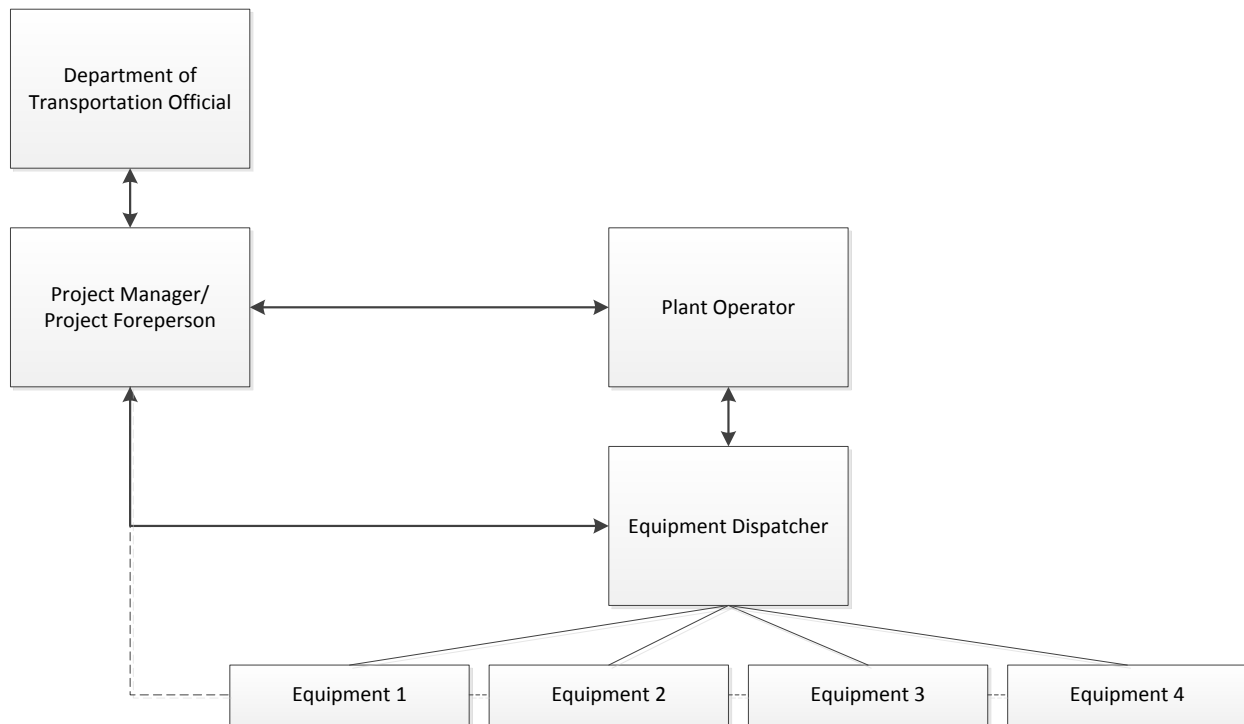 Department of
Transportation Official
Project Manager/
Project Foreperson
Plant Operator
Equipment Dispatcher
Equipment 1
Equipment 2
Equipment 3
Equipment 4